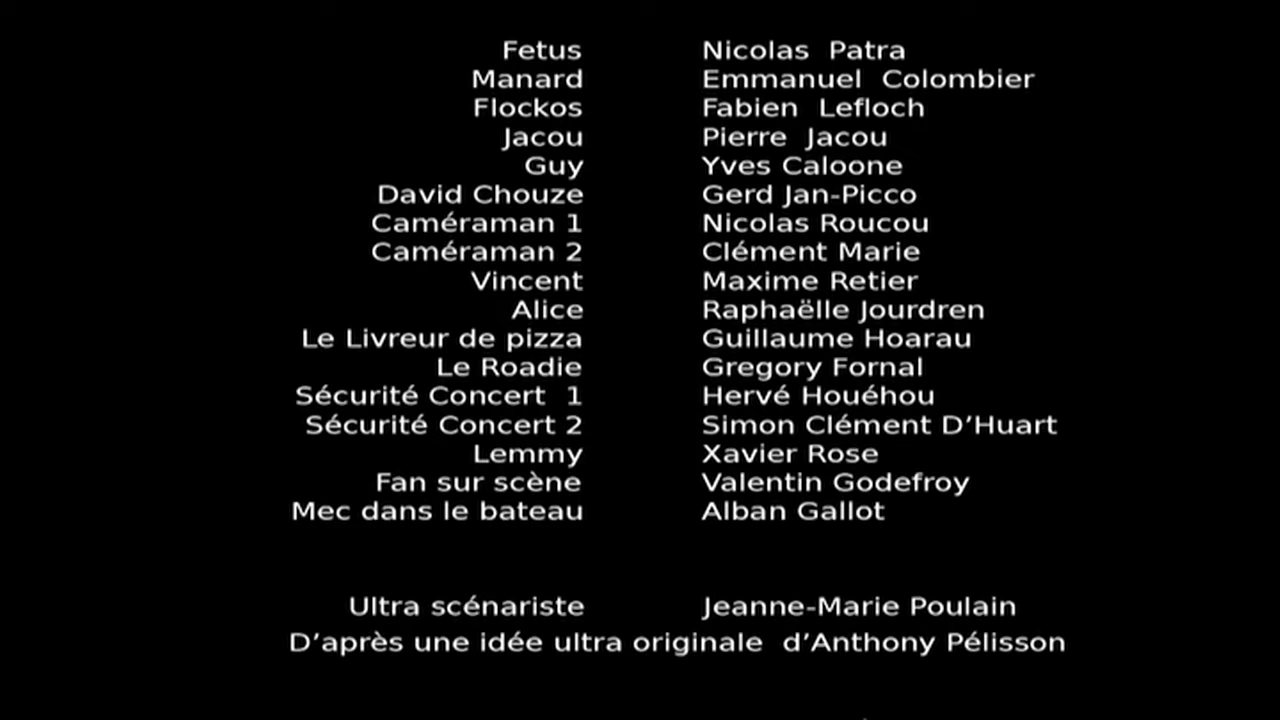 Fetus Nicolas Patra
Manard Emmanuel Colombier
Flockos Fabien Lefloch
Jacou Pierre Jacou
Guy Yves Caloone
David Chouze Gerd Jan-Picco
Caméraman 1 Nicolas Roucou
Caméraman 2 Clément Marie
Vincent Maxime Retier
Alice Raphaëlle Jourdren
Le Livreur de pizza Guillaume Hoarau
Le Roadie Gregory Fornal
Sécurité Concert 1 Hervé Houéhou
Sécurité Concert 2 Simon Clément D’Huart
Lemmy Xavier Rose
Fan sur scène Valentin Godefroy
Mec dans le bateau Alban Gallot
Ultra scénariste Jeanne-Marie Poulain
D’après une idée ultra originale d’Anthony Pélisson